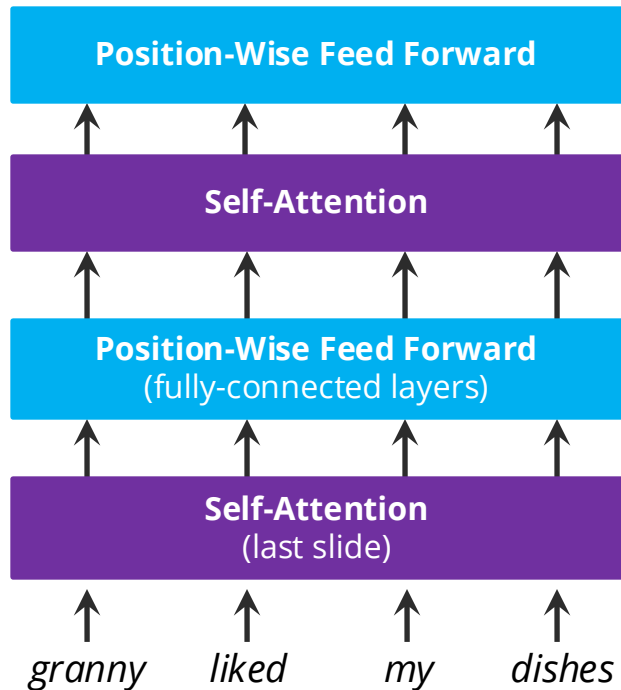 Position-Wise Feed Forward
Self-Attention
Position-Wise Feed Forward
(fully-connected layers)
Self-Attention
(last slide)
granny liked my dishes